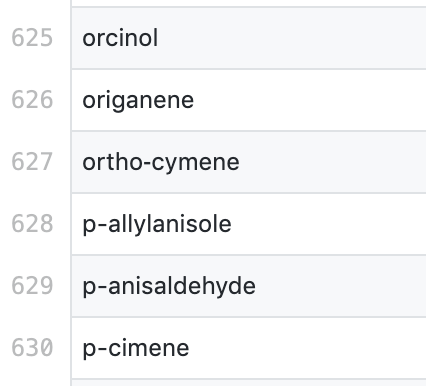 625 orcinol
626 origanene
627 ortho-cymene
628 p-allylanisole
629 p-anisaldehyde
630 p-cimene